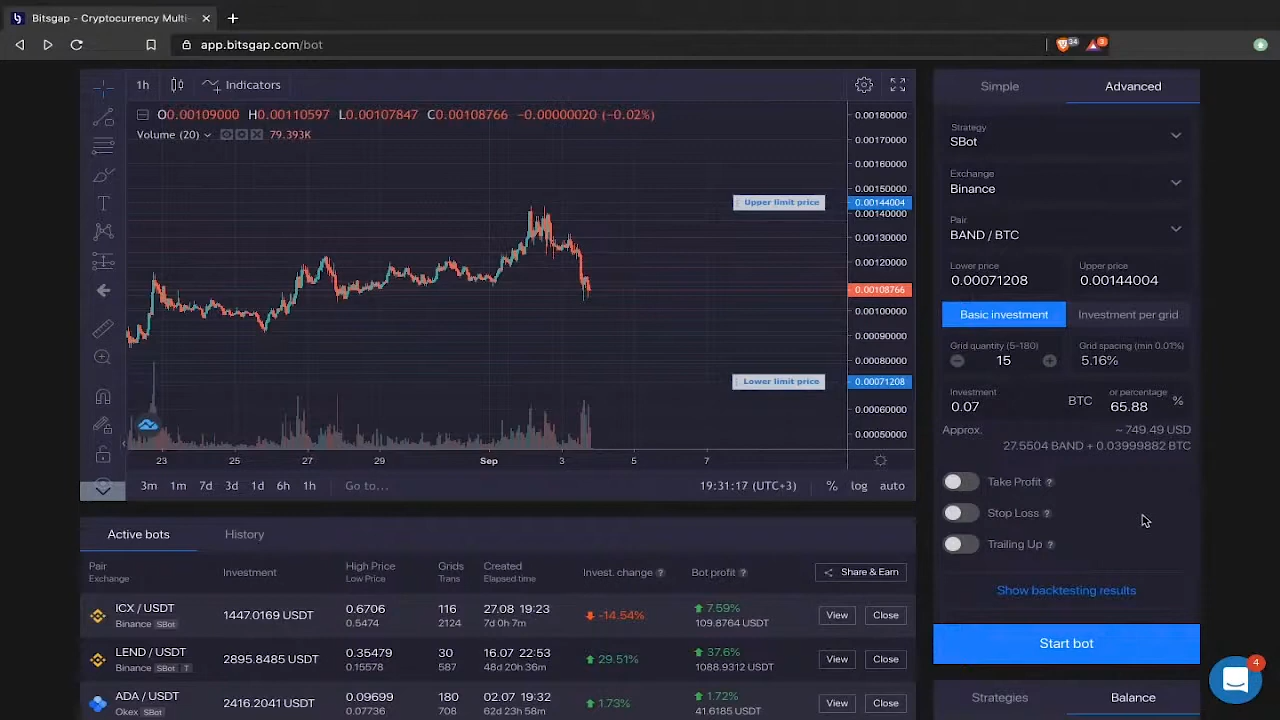 Bitsgap - Cryptocurrency Multi-
app.bitsgap.com/bot
34
3
1h Indicators
O0.00109000 H0.00110597 L0.00107847 C0.00108766 −0.00000020 (−0.02%)
Volume (20) 79.393K
0.00180000
0.00170000
0.00160000
0.00150000
Upper limit price 0.00144004
0.00140000
0.00130000
0.00120000
0.00108766
0.00100000
0.00090000
0.00080000
Lower limit price 0.00071208
0.00060000
0.00050000
23 25 27 29 Sep 3 5 7
3m 1m 7d 3d 1d 6h 1h Go to... 19:31:17 (UTC+3) % log auto
Simple Advanced
Strategy
SBot
Exchange
Binance
Pair
BAND / BTC
Lower price Upper price
0.00071208 0.00144004
Basic investment Investment per grid
Grid quantity (5-180) Grid spacing (min 0.01%)
15 5.16%
Investment or percentage
0.07 BTC 65.88 %
Approx. ~ 749.49 USD
27.5504 BAND + 0.03999882 BTC
Take Profit ?
Stop Loss ?
Trailing Up ?
Show backtesting results
Start bot
Strategies Balance
4
Active bots History
Pair Investment High Price Grids Created Invest. change ? Bot profit ? Share & Earn
Exchange Low Price Trans Elapsed time
ICX / USDT 1447.0169 USDT 0.6706 116 27.08 19:23 -14.54% 7.59% View Close
Binance SBot 0.5474 2124 7d 0h 7m 109.8764 USDT
LEND / USDT 2895.8485 USDT 0.35479 30 16.07 22:53 29.51% 37.6% View Close
Binance SBot T 0.15578 587 48d 20h 36m 1088.9312 USDT
ADA / USDT 2416.2041 USDT 0.09699 180 02.07 19:32 1.73% 1.72% View Close
Okex SBot 0.07736 708 62d 23h 58m 41.6185 USDT